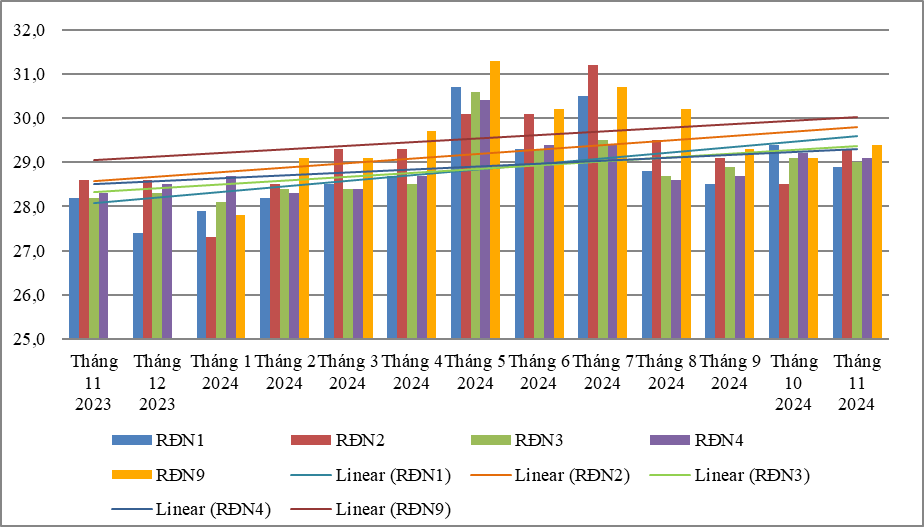 32,0
31,0
30,0
29,0
28,0
27,0
26,0
25,0
Tháng 11 2023
Tháng 12 2023
Tháng 1 2024
Tháng 2 2024
Tháng 3 2024
Tháng 4 2024
Tháng 5 2024
Tháng 6 2024
Tháng 7 2024
Tháng 8 2024
Tháng 9 2024
Tháng 10 2024
Tháng 11 2024
RĐN1 RĐN2 RĐN3 RĐN4
RĐN9 Linear (RĐN1) Linear (RĐN2) Linear (RĐN3)
Linear (RĐN4) Linear (RĐN9)